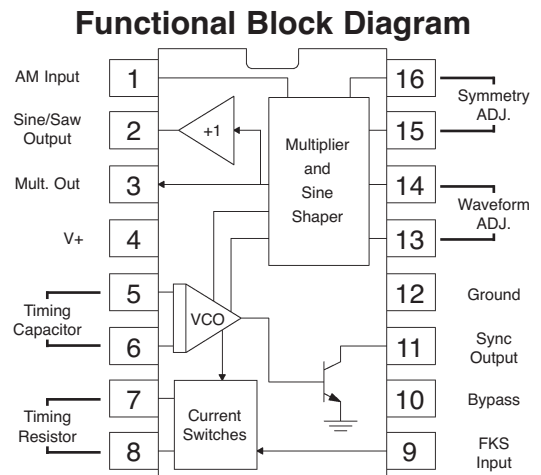 Functional Block Diagram
AM Input
1
16
Symmetry
ADJ.
Sine/Saw
Output
2
+1
15
Multiplier
and
Sine
Shaper
Mult. Out
3
14
Waveform
ADJ.
V+
4
13
5
12
Ground
Timing
Capacitor
VCO
6
11
Sync
Output
7
10
Bypass
Timing
Resistor
Current
Switches
8
9
FKS
Input